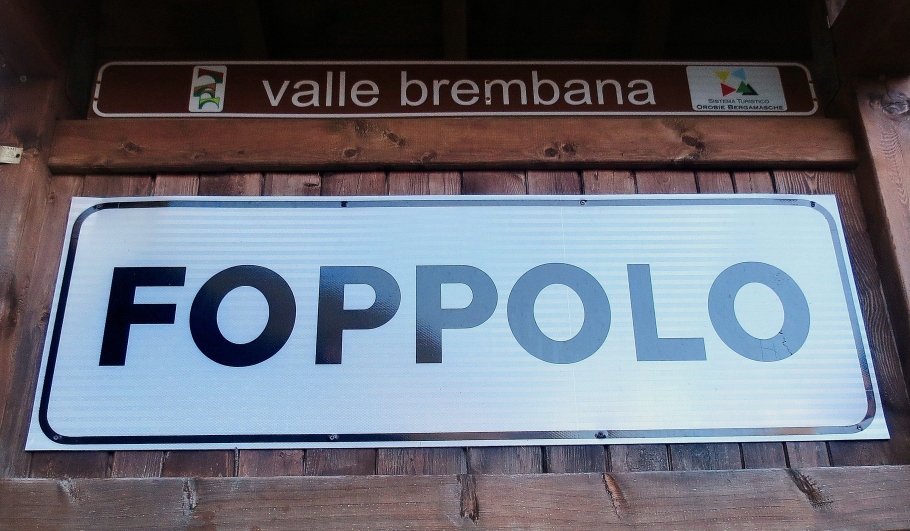 valle brembana
SISTEMA TURISTICO
OROBIE BERGAMASCHE
FOPPOLO